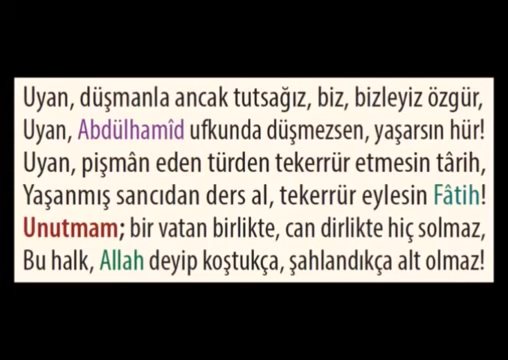 Uyan, düşmanla ancak tutsağız, biz, bizleyiz özgür,
Uyan, Abdülhamîd ufkunda düşmezsen, yaşarsın hür!
Uyan, pişmân eden türden tekerrür etmesin târih,
Yaşanmış sancıdan ders al, tekerrür eylesin Fâtih!
Unutmam; bir vatan birlikte, can dirlikte hiç solmaz,
Bu halk, Allah deyip koştukça, şahlandıkça alt olmaz!